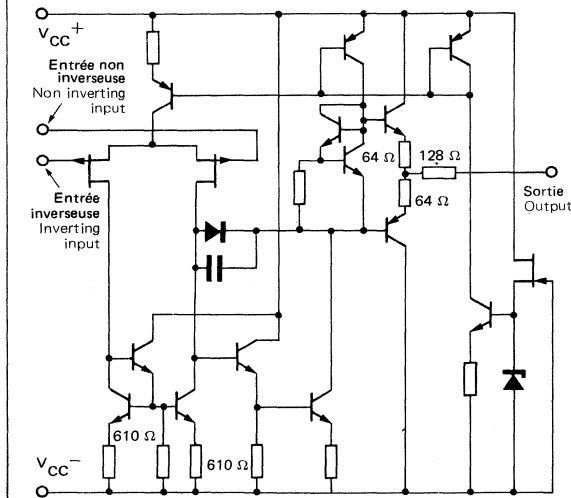 VCC+
Entrée non
inverseuse
Non inverting
input
Entrée
inverseuse
Inverting
input
64 Ω
128 Ω
64 Ω
Sortie
Output
610 Ω
610 Ω
VCC−